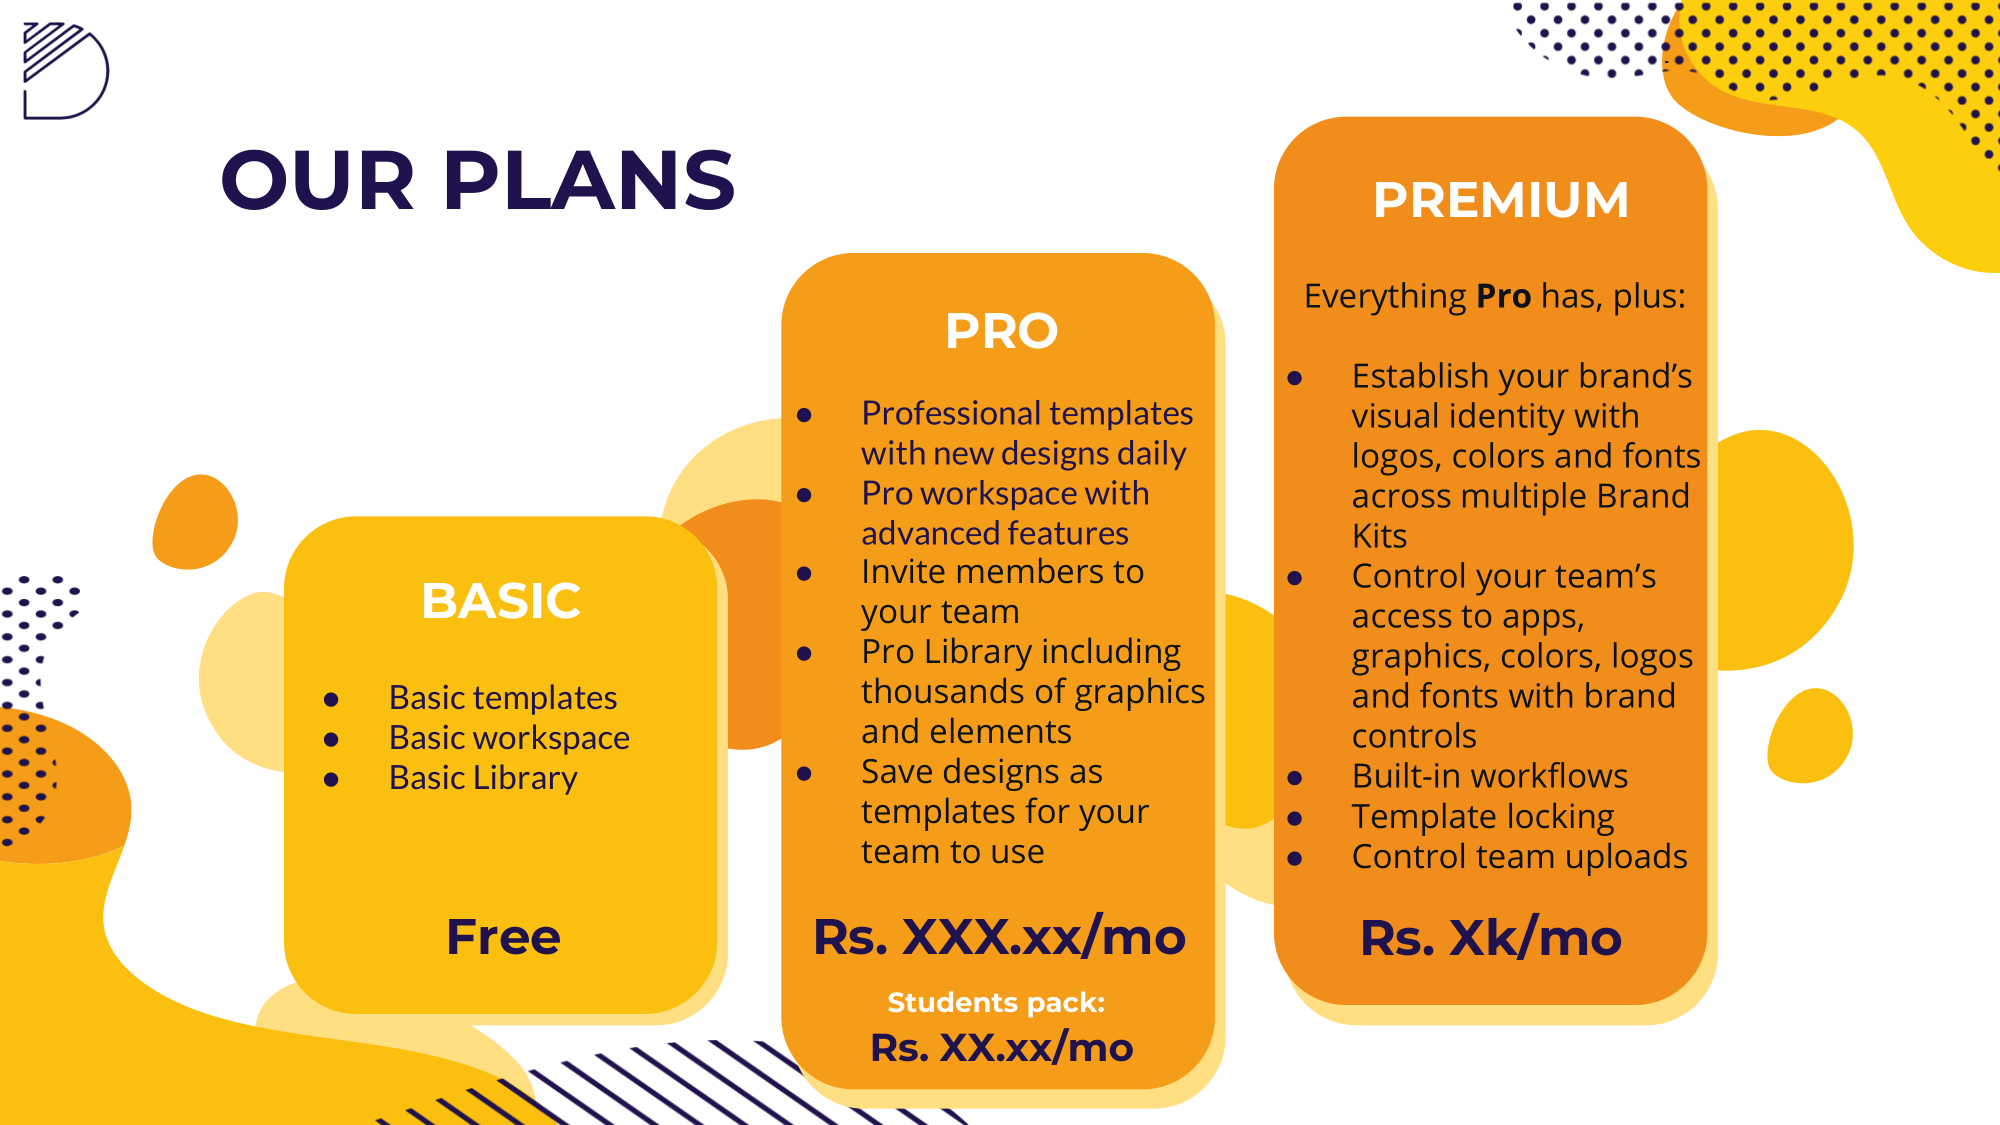 OUR PLANS
BASIC
● Basic templates
● Basic workspace
● Basic Library
Free
PRO
● Professional templates
with new designs daily
● Pro workspace with
advanced features
● Invite members to
your team
● Pro Library including
thousands of graphics
and elements
● Save designs as
templates for your
team to use
Rs. XXX.xx/mo
Students pack:
Rs. XX.xx/mo
PREMIUM
Everything Pro has, plus:
● Establish your brand’s
visual identity with
logos, colors and fonts
across multiple Brand
Kits
● Control your team’s
access to apps,
graphics, colors, logos
and fonts with brand
controls
● Built-in workflows
● Template locking
● Control team uploads
Rs. Xk/mo